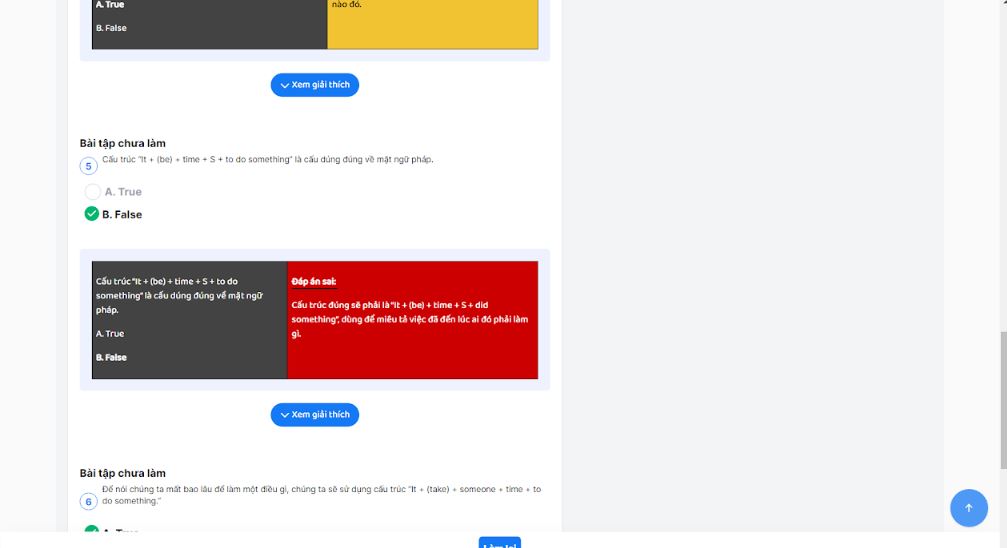 A. True
B. False
nào đó.
Xem giải thích
Bài tập chưa làm
5
Cấu trúc "It + (be) + time + S + to do something" là cấu dúng đúng về mặt ngữ pháp.
A. True
B. False
Cấu trúc "It + (be) + time + S + to do
something" là cấu dúng đúng về mặt ngữ
pháp.
A. True
B. False
Đáp án sai:
Cấu trúc đúng sẽ phải là "It + (be) + time + S + did
something", dùng để miêu tả việc đã đến lúc ai đó phải làm
gì.
Xem giải thích
Bài tập chưa làm
6
Để nói chúng ta mất bao lâu để làm một điều gì, chúng ta sẽ sử dụng cấu trúc "It + (take) + someone + time + to
do something."
A. True
Làm lại